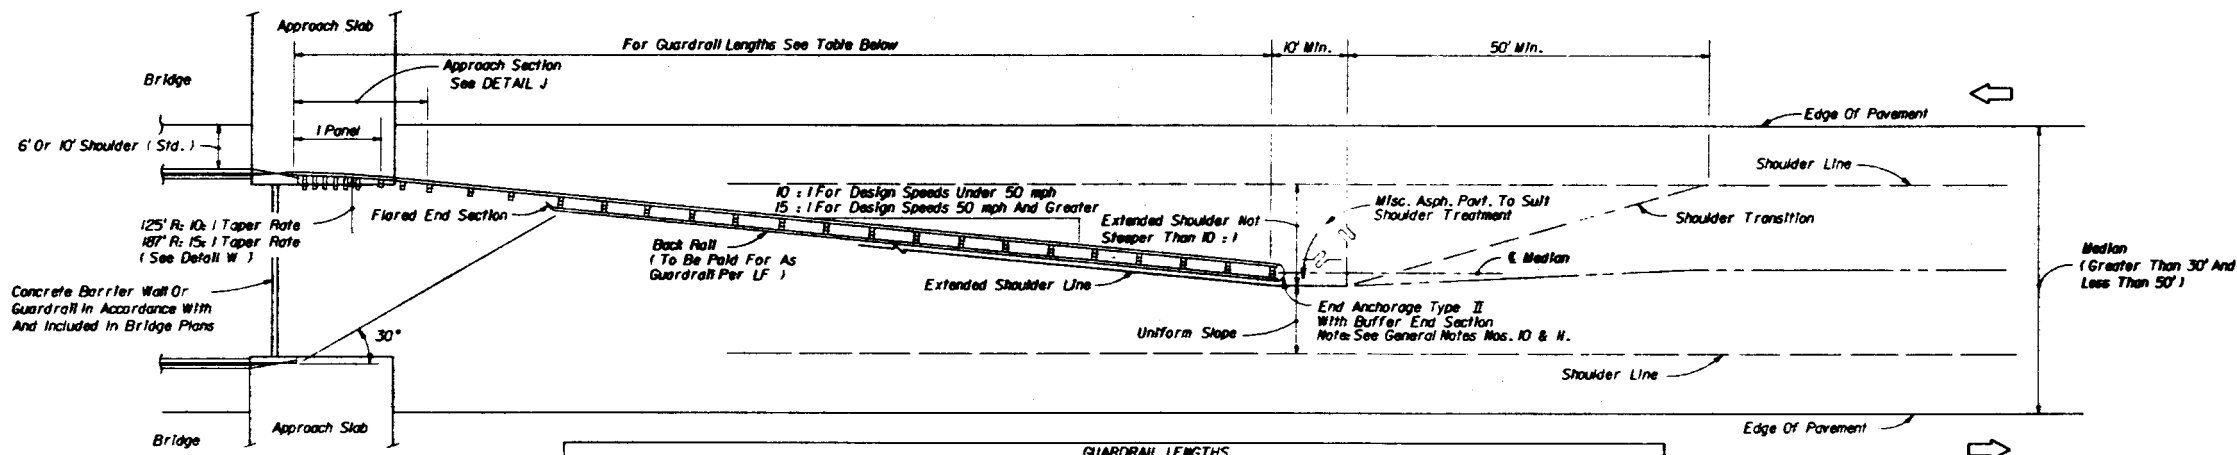 Approach Slab
For Guardrail Lengths See Table Below
10' Min.
50' Min.
Bridge
Approach Section
See DETAIL J
Edge Of Pavement
1 Panel
6' Or 10' Shoulder (Std.)
Shoulder Line
10 : 1 For Design Speeds Under 50 mph
15 : 1 For Design Speeds 50 mph And Greater
Misc. Asph. Pavt. To Suit
Shoulder Treatment
Flared End Section
Extended Shoulder Not
Steeper Than 10 : 1
Shoulder Transition
125' R: 10: 1 Taper Rate
187' R: 15: 1 Taper Rate
(See Detail W)
Back Rail
(To Be Paid For As
Guardrail Per LF)
℄ Median
Median
(Greater Than 30' And
Less Than 50')
Concrete Barrier Wall Or
Guardrail In Accordance With
And Included In Bridge Plans
Extended Shoulder Line
End Anchorage Type II
With Buffer End Section
Note: See General Notes Nos. 10 & 11.
30°
Uniform Slope
Shoulder Line
Approach Slab
Bridge
Edge Of Pavement
GUARDRAIL LENGTHS